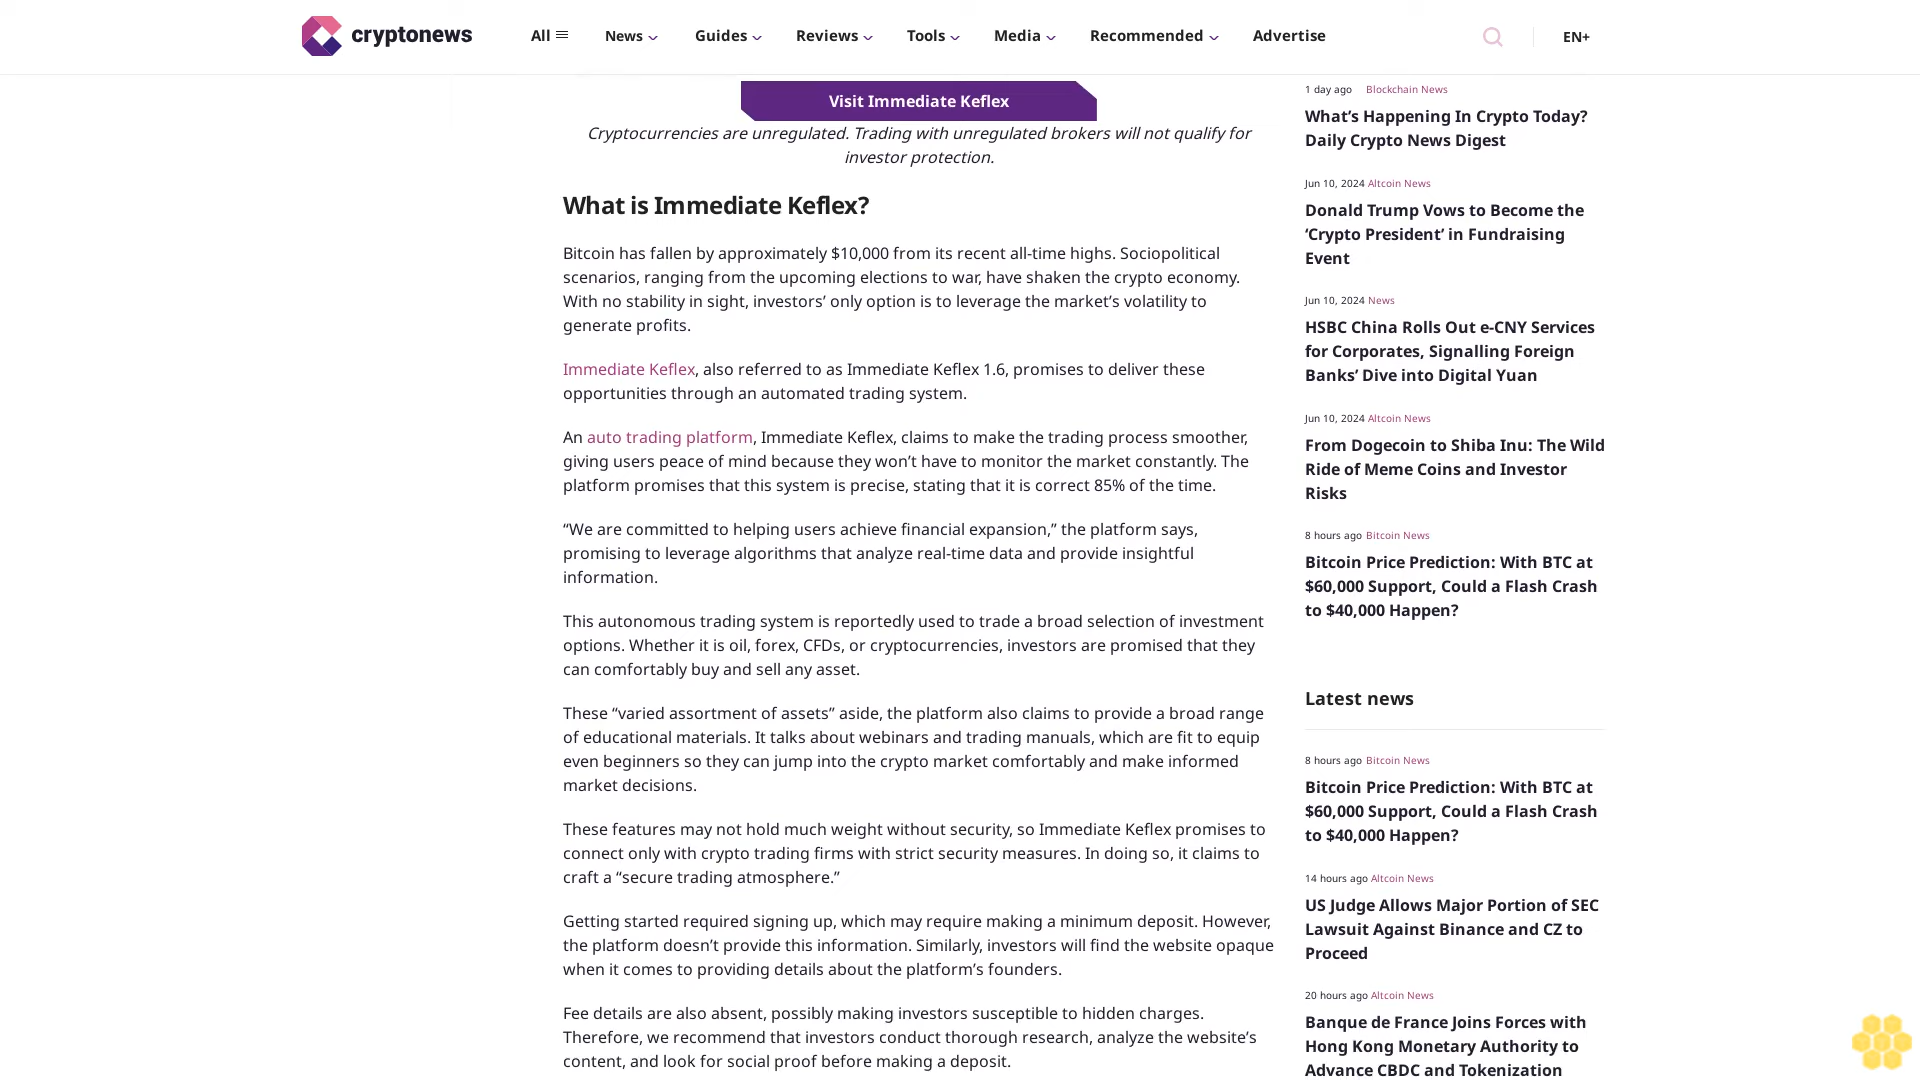 cryptonews
All
News
Guides
Reviews
Tools
Media
Recommended
Advertise
EN+
Visit Immediate Keflex
Cryptocurrencies are unregulated. Trading with unregulated brokers will not qualify for
investor protection.
What is Immediate Keflex?
Bitcoin has fallen by approximately $10,000 from its recent all-time highs. Sociopolitical
scenarios, ranging from the upcoming elections to war, have shaken the crypto economy.
With no stability in sight, investors’ only option is to leverage the market’s volatility to
generate profits.
Immediate Keflex, also referred to as Immediate Keflex 1.6, promises to deliver these
opportunities through an automated trading system.
An auto trading platform, Immediate Keflex, claims to make the trading process smoother,
giving users peace of mind because they won’t have to monitor the market constantly. The
platform promises that this system is precise, stating that it is correct 85% of the time.
“We are committed to helping users achieve financial expansion,” the platform says,
promising to leverage algorithms that analyze real-time data and provide insightful
information.
This autonomous trading system is reportedly used to trade a broad selection of investment
options. Whether it is oil, forex, CFDs, or cryptocurrencies, investors are promised that they
can comfortably buy and sell any asset.
These “varied assortment of assets” aside, the platform also claims to provide a broad range
of educational materials. It talks about webinars and trading manuals, which are fit to equip
even beginners so they can jump into the crypto market comfortably and make informed
market decisions.
These features may not hold much weight without security, so Immediate Keflex promises to
connect only with crypto trading firms with strict security measures. In doing so, it claims to
craft a “secure trading atmosphere.”
Getting started required signing up, which may require making a minimum deposit. However,
the platform doesn’t provide this information. Similarly, investors will find the website opaque
when it comes to providing details about the platform’s founders.
Fee details are also absent, possibly making investors susceptible to hidden charges.
Therefore, we recommend that investors conduct thorough research, analyze the website’s
content, and look for social proof before making a deposit.
1 day ago Blockchain News
What’s Happening In Crypto Today?
Daily Crypto News Digest
Jun 10, 2024 Altcoin News
Donald Trump Vows to Become the
‘Crypto President’ in Fundraising
Event
Jun 10, 2024 News
HSBC China Rolls Out e-CNY Services
for Corporates, Signalling Foreign
Banks’ Dive into Digital Yuan
Jun 10, 2024 Altcoin News
From Dogecoin to Shiba Inu: The Wild
Ride of Meme Coins and Investor
Risks
8 hours ago Bitcoin News
Bitcoin Price Prediction: With BTC at
$60,000 Support, Could a Flash Crash
to $40,000 Happen?
Latest news
8 hours ago Bitcoin News
Bitcoin Price Prediction: With BTC at
$60,000 Support, Could a Flash Crash
to $40,000 Happen?
14 hours ago Altcoin News
US Judge Allows Major Portion of SEC
Lawsuit Against Binance and CZ to
Proceed
20 hours ago Altcoin News
Banque de France Joins Forces with
Hong Kong Monetary Authority to
Advance CBDC and Tokenization